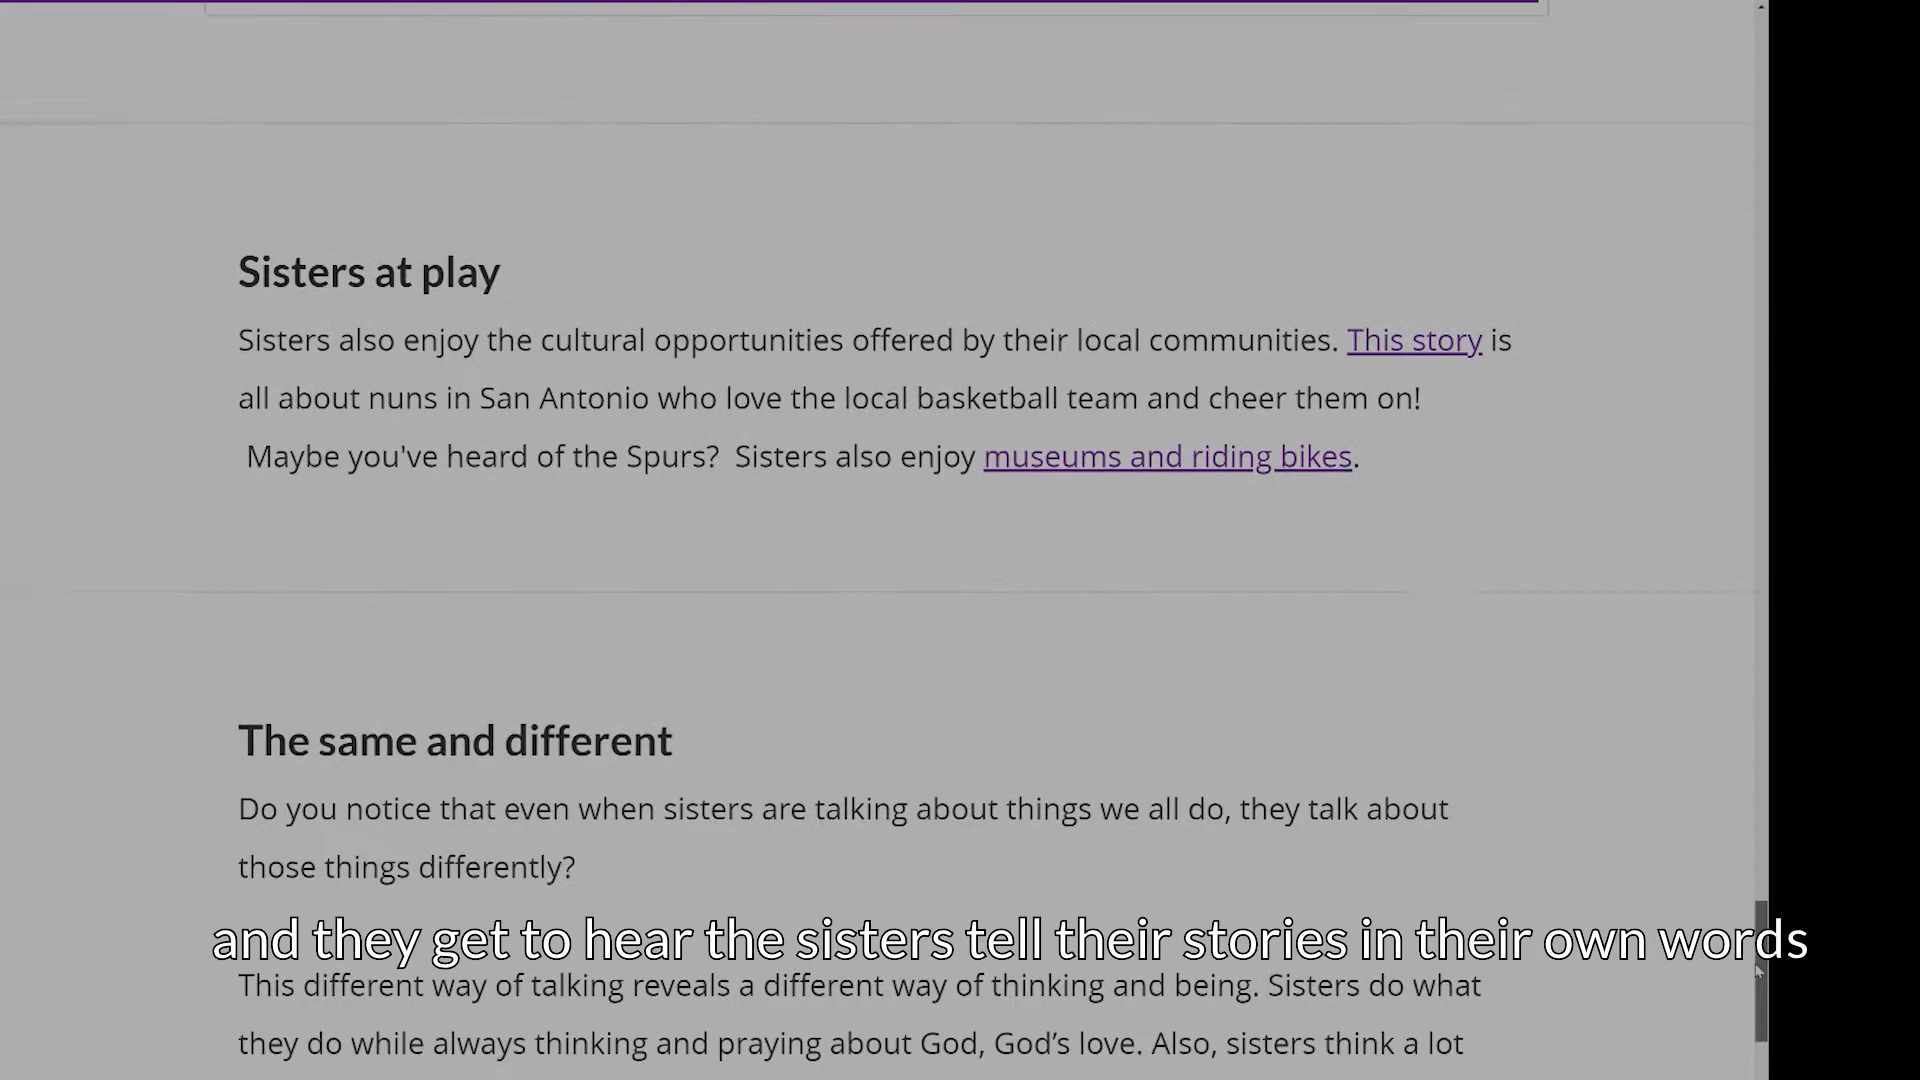 Sisters at play
Sisters also enjoy the cultural opportunities offered by their local communities. This story is
all about nuns in San Antonio who love the local basketball team and cheer them on!
Maybe you've heard of the Spurs?  Sisters also enjoy museums and riding bikes.
The same and different
Do you notice that even when sisters are talking about things we all do, they talk about
those things differently?
and they get to hear the sisters tell their stories in their own words
This different way of talking reveals a different way of thinking and being. Sisters do what
they do while always thinking and praying about God, God’s love. Also, sisters think a lot